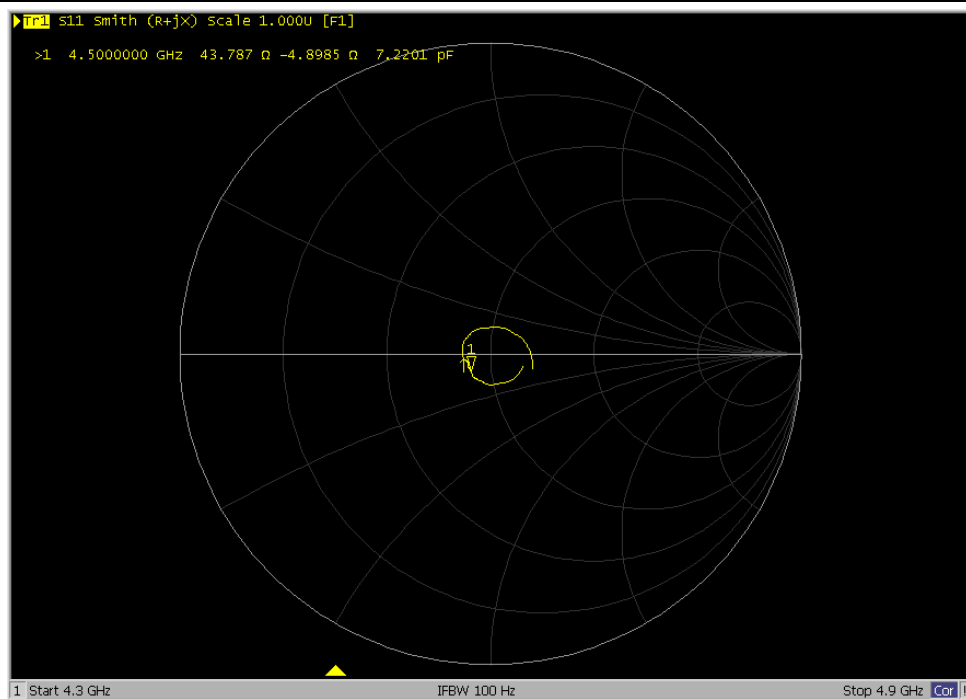 Tr1 S11 Smith (R+jX) Scale 1.000U [F1]
>1 4.5000000 GHz 43.787 Ω -4.8985 Ω 7.2201 pF
1
1 Start 4.3 GHz IFBW 100 Hz Stop 4.9 GHz Cor